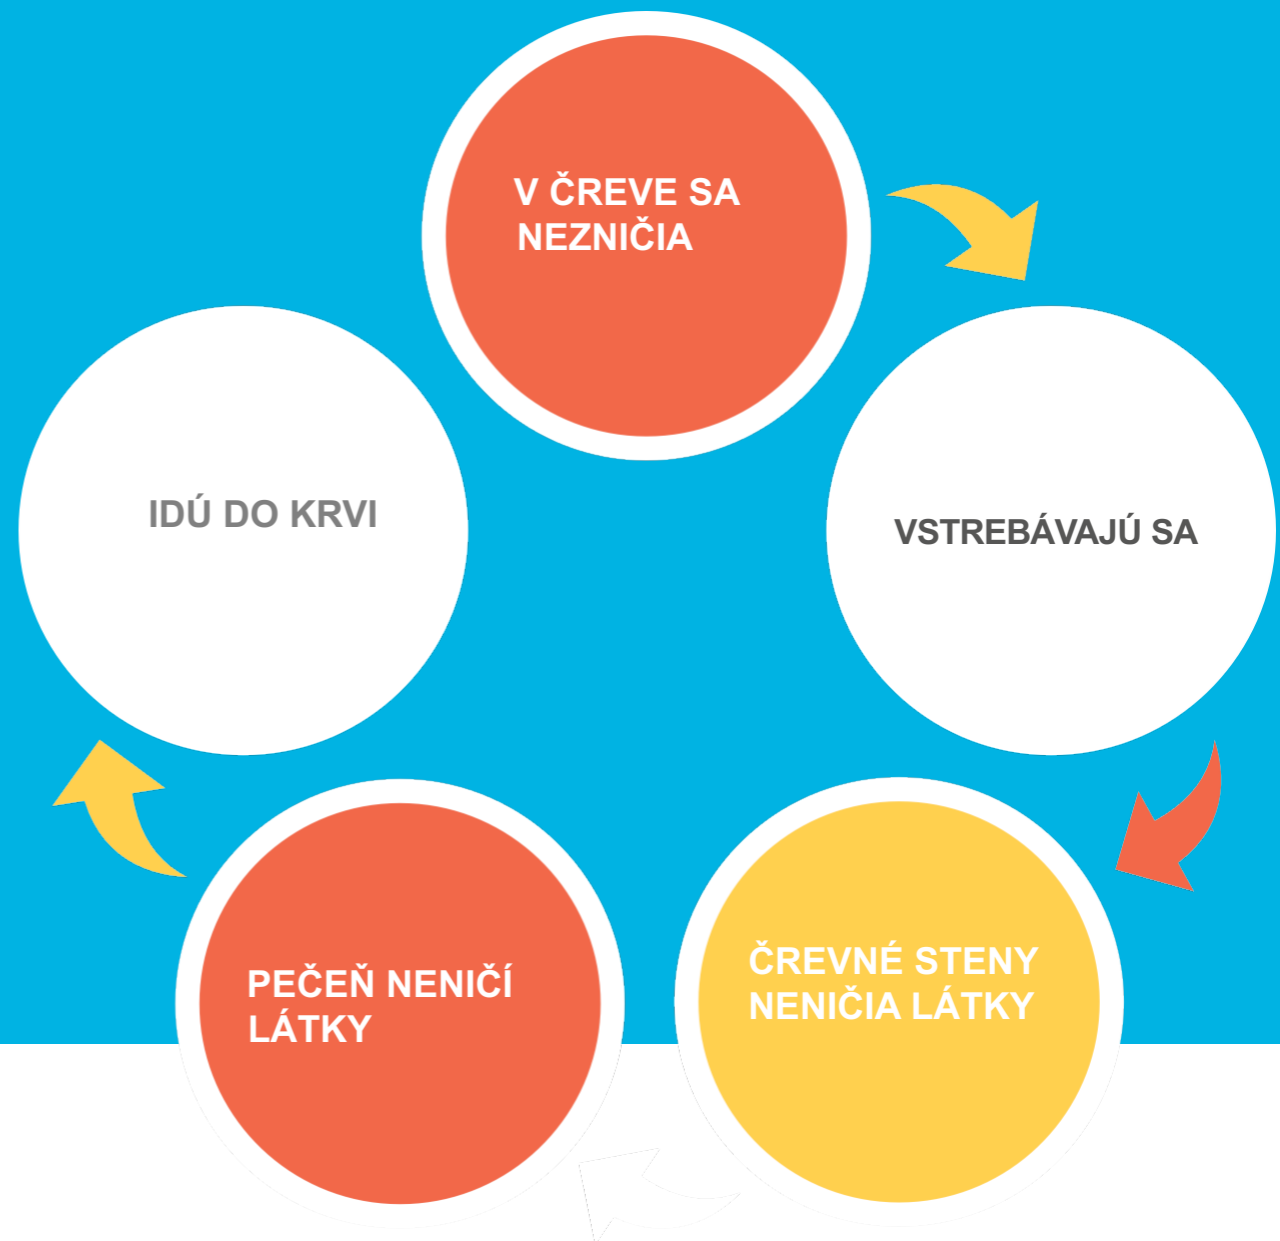 V ČREVE SA
NEZNIČIA
VSTREBÁVAJÚ SA
ČREVNÉ STENY
NENIČIA LÁTKY
PEČEŇ NENIČÍ
LÁTKY
IDÚ DO KRVI